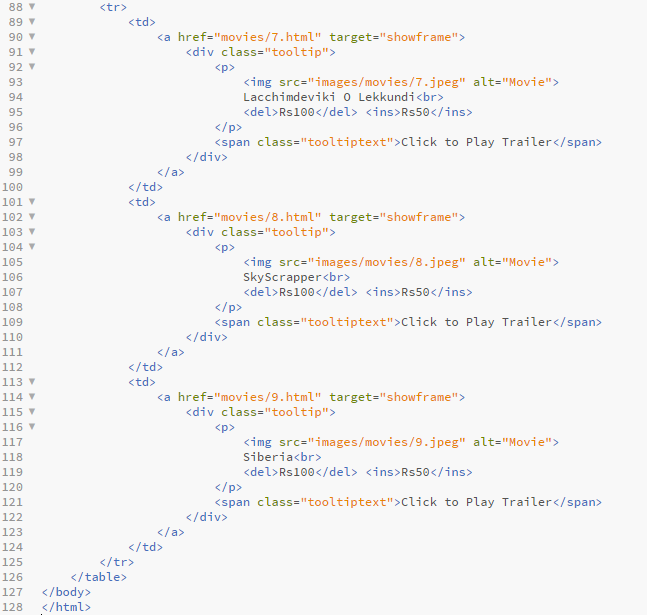 88 <tr>
89 <td>
90 <a href="movies/7.html" target="showframe">
91 <div class="tooltip">
92 <p>
93 <img src="images/movies/7.jpeg" alt="Movie">
94 Lacchimdeviki O Lekkundi<br>
95 <del>Rs100</del> <ins>Rs50</ins>
96 </p>
97 <span class="tooltiptext">Click to Play Trailer</span>
98 </div>
99 </a>
100 </td>
101 <td>
102 <a href="movies/8.html" target="showframe">
103 <div class="tooltip">
104 <p>
105 <img src="images/movies/8.jpeg" alt="Movie">
106 SkyScrapper<br>
107 <del>Rs100</del> <ins>Rs50</ins>
108 </p>
109 <span class="tooltiptext">Click to Play Trailer</span>
110 </div>
111 </a>
112 </td>
113 <td>
114 <a href="movies/9.html" target="showframe">
115 <div class="tooltip">
116 <p>
117 <img src="images/movies/9.jpeg" alt="Movie">
118 Siberia<br>
119 <del>Rs100</del> <ins>Rs50</ins>
120 </p>
121 <span class="tooltiptext">Click to Play Trailer</span>
122 </div>
123 </a>
124 </td>
125 </tr>
126 </table>
127 </body>
128 </html>